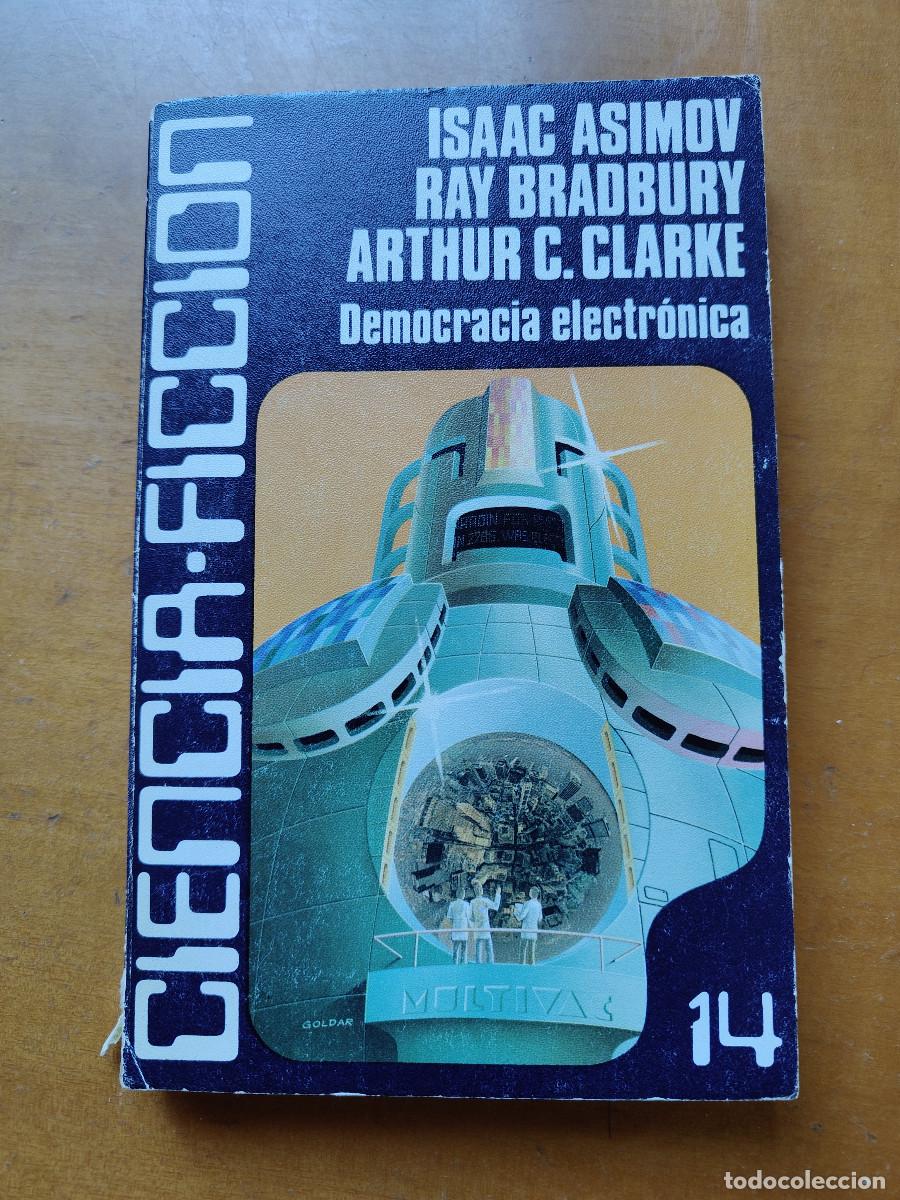 ISAAC ASIMOV
RAY BRADBURY
ARTHUR C. CLARKE
Democracia electrónica
CIENCIA-FICCION
MULTIVAC
GOLDAR
14
todocoleccion